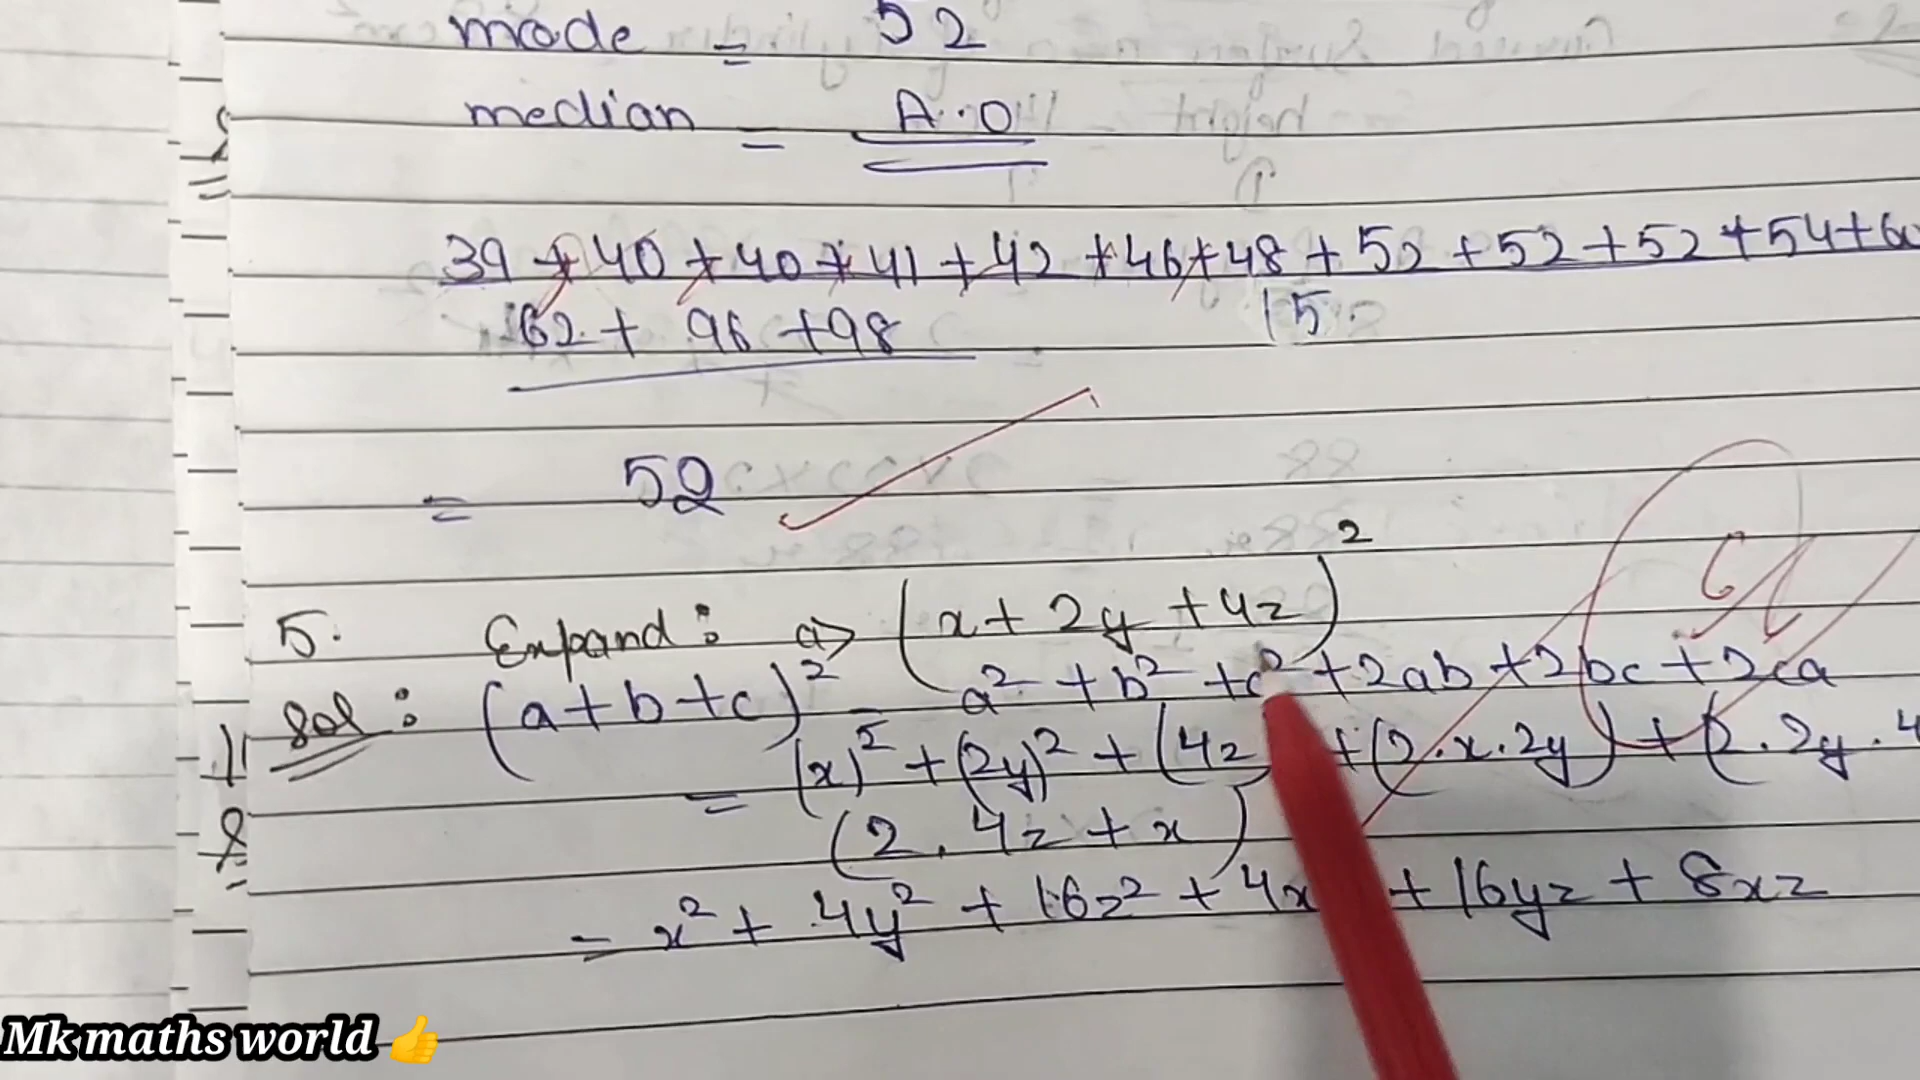 mode = 52
median = A.O
39 + 40 + 40 + 41 + 42 + 46 + 48 + 52 + 52 + 52 + 54 + 6
62 + 96 + 98
15
= 52
5. Expand: a> (x + 2y + 4z)²
Sol: (a+b+c)² = a² + b² + c² + 2ab + 2bc + 2ca
= (x)² + (2y)² + (4z + (2.x.2y) + (2.2y.4
(2.4z + x)
= x² + 4y² + 16z² + 4x + 16yz + 8xz
Mk maths world 👍